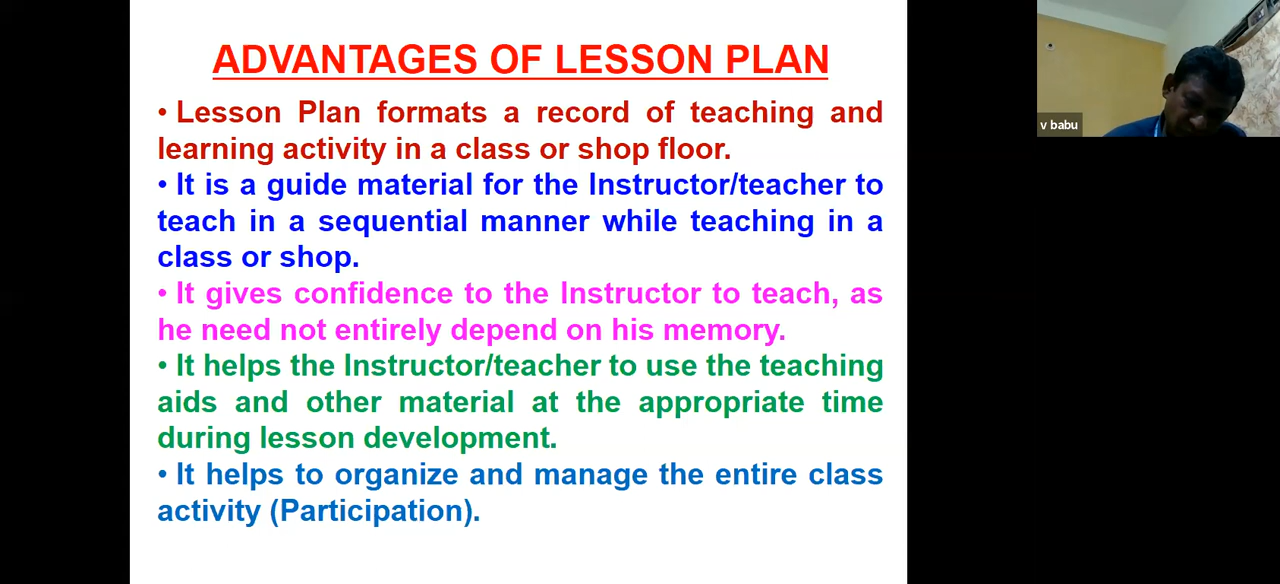 ADVANTAGES OF LESSON PLAN
• Lesson Plan formats a record of teaching and
learning activity in a class or shop floor.
• It is a guide material for the Instructor/teacher to
teach in a sequential manner while teaching in a
class or shop.
• It gives confidence to the Instructor to teach, as
he need not entirely depend on his memory.
• It helps the Instructor/teacher to use the teaching
aids and other material at the appropriate time
during lesson development.
• It helps to organize and manage the entire class
activity (Participation).
v babu